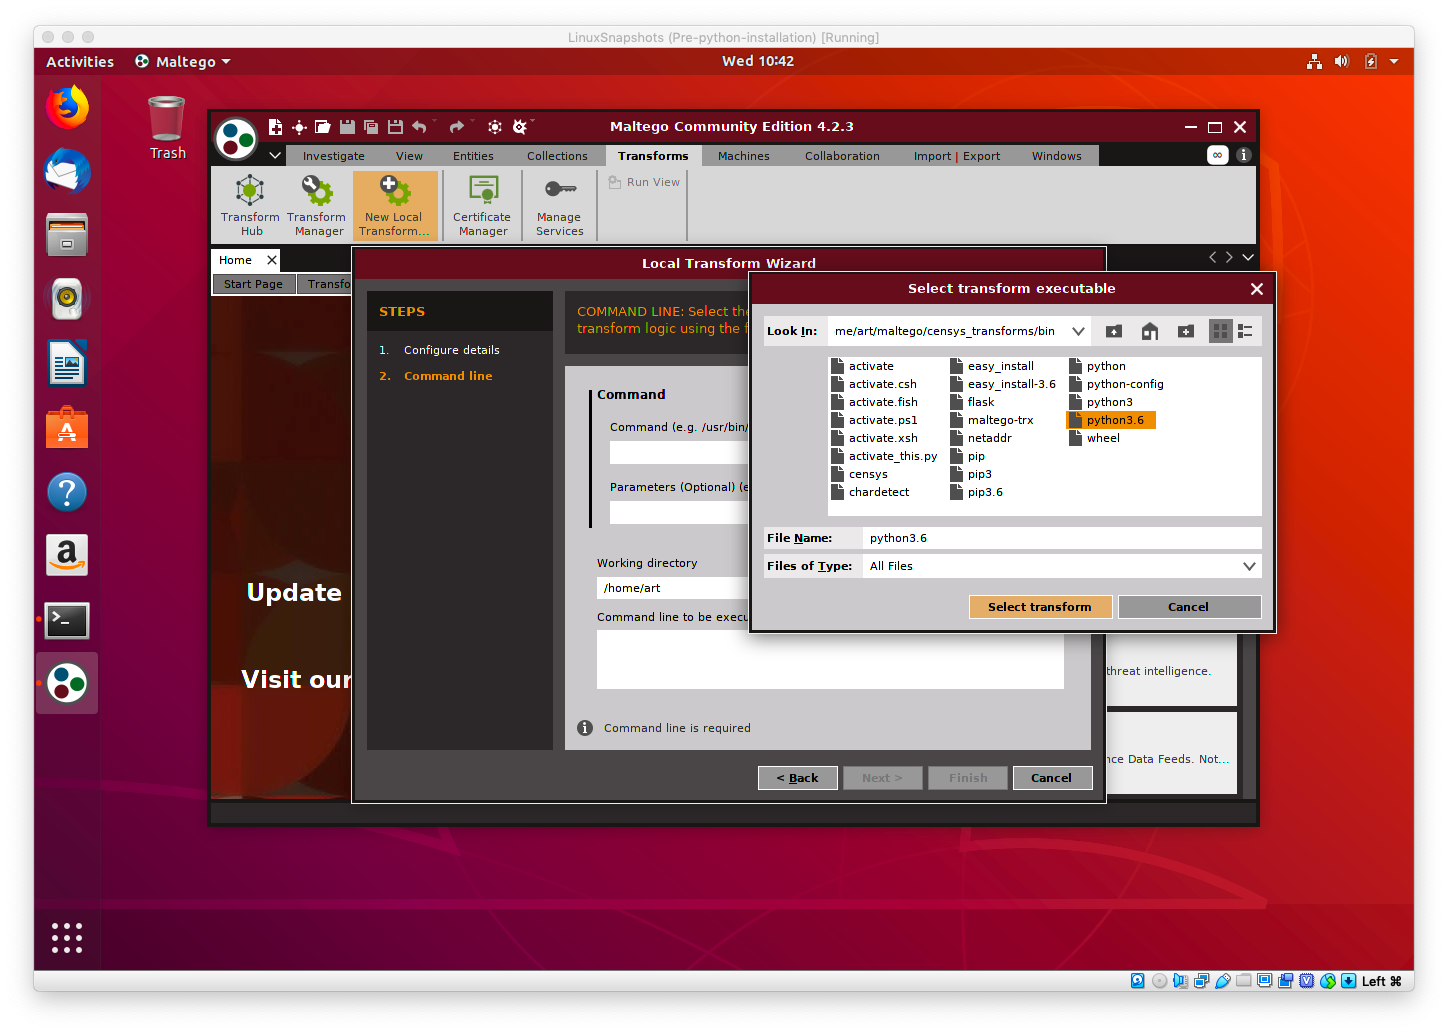 LinuxSnapshots (Pre-python-installation) [Running]
Activities
Maltego
Wed 10:42
Trash
Maltego Community Edition 4.2.3
Investigate
View
Entities
Collections
Transforms
Machines
Collaboration
Import | Export
Windows
Transform Hub
Transform Manager
New Local Transform...
Certificate Manager
Manage Services
Run View
Home
Start Page
Transfo
Update
Visit our
Local Transform Wizard
STEPS
1. Configure details
2. Command line
COMMAND LINE: Select the
transform logic using the f
Command
Command (e.g. /usr/bin/
Parameters (Optional) (e
Working directory
/home/art
Command line to be execu
Command line is required
< Back
Next >
Finish
Cancel
threat intelligence.
nce Data Feeds. Not...
Select transform executable
Look In:
me/art/maltego/censys_transforms/bin
activate
activate.csh
activate.fish
activate.ps1
activate.xsh
activate_this.py
censys
chardetect
easy_install
easy_install-3.6
flask
maltego-trx
netaddr
pip
pip3
pip3.6
python
python-config
python3
python3.6
wheel
File Name:
python3.6
Files of Type:
All Files
Select transform
Cancel
Left ⌘